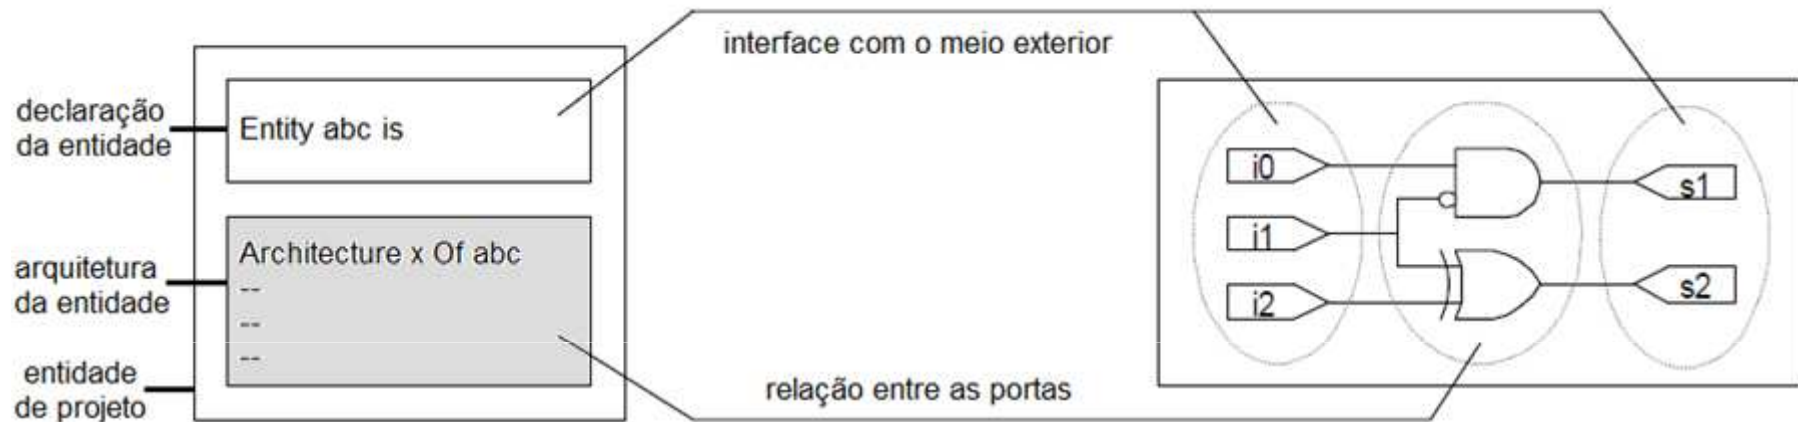 interface com o meio exterior
declaração
da entidade
Entity abc is
i0
s1
i1
Architecture x Of abc
--
--
--
arquitetura
da entidade
i2
s2
entidade
de projeto
relação entre as portas